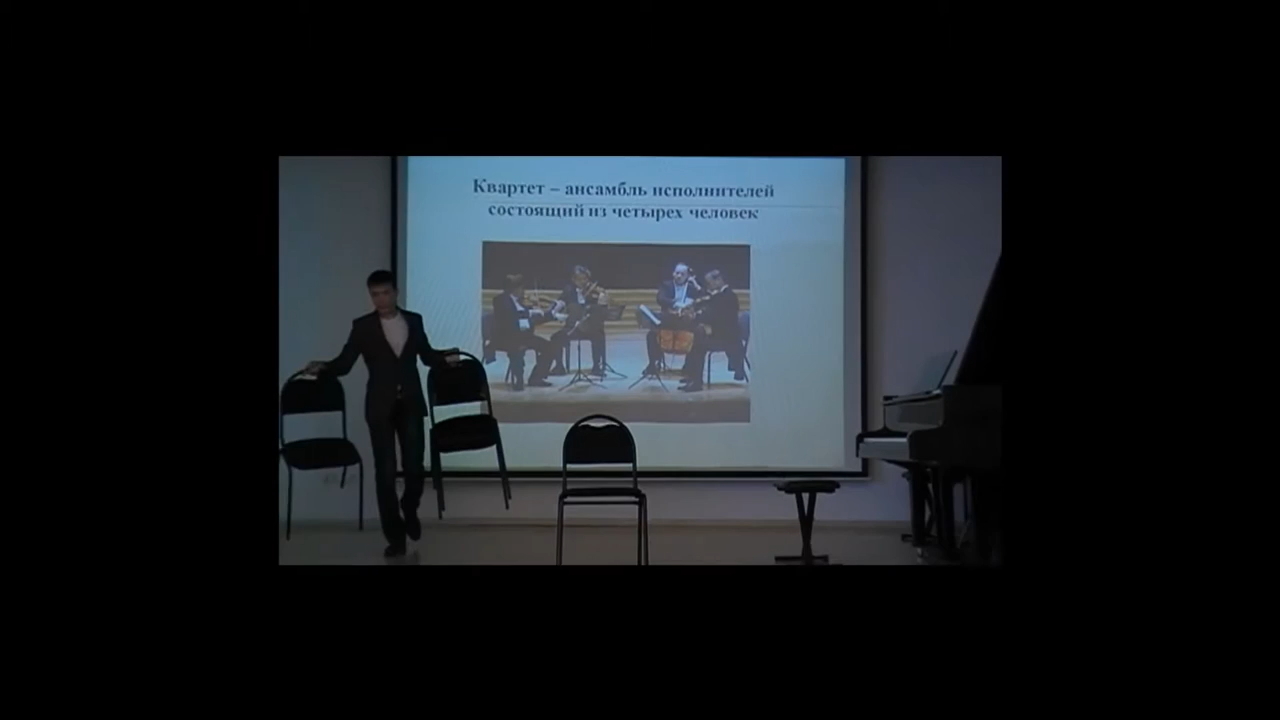 Квартет – ансамбль исполнителей
состоящий из четырех человек